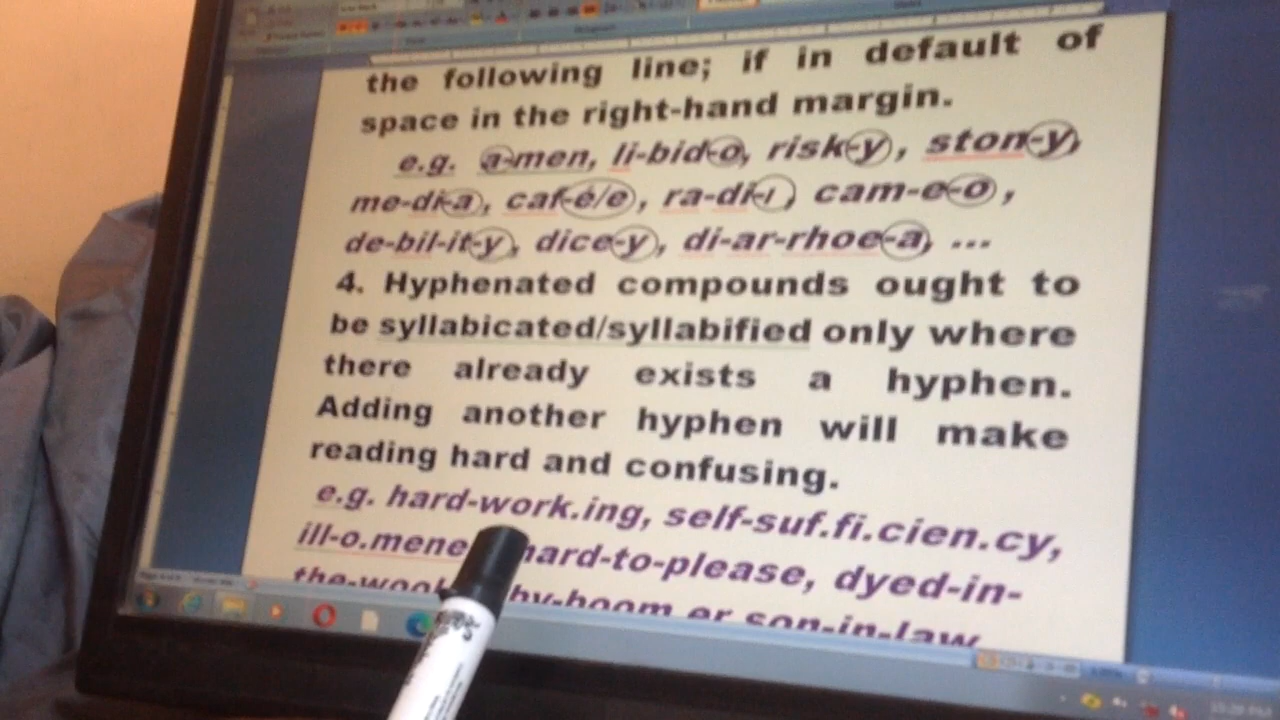 the following line; if in default of
space in the right-hand margin.
e.g. a-men, li-bid-o, risk-y, ston-y,
me-di-a, caf-é/e, ra-di-i, cam-e-o,
de-bil-it-y, dice-y, di-ar-rhoe-a, ...
4. Hyphenated compounds ought to
be syllabicated/syllabified only where
there already exists a hyphen.
Adding another hyphen will make
reading hard and confusing.
e.g. hard-work.ing, self-suf.fi.cien.cy,
ill-o.mene hard-to-please, dyed-in-
er son-in-law